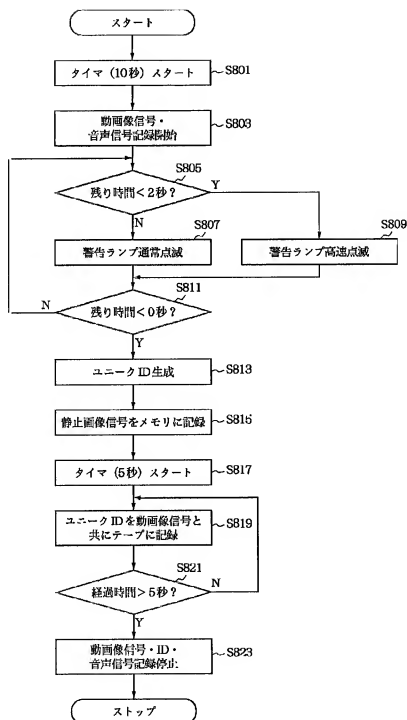 スタート
タイマ(10秒)スタート
S801
動画像信号・
音声信号記録開始
S803
S805
残り時間<2秒?
Y
N
S807
警告ランプ通常点滅
S809
警告ランプ高速点滅
S811
N
残り時間<0秒?
Y
ユニークID生成
S813
静止画像信号をメモリに記録
S815
タイマ(5秒)スタート
S817
ユニークIDを動画像信号と
共にテープに記録
S819
S821
経過時間>5秒?
N
Y
動画像信号・ID・
音声信号記録停止
S823
ストップ